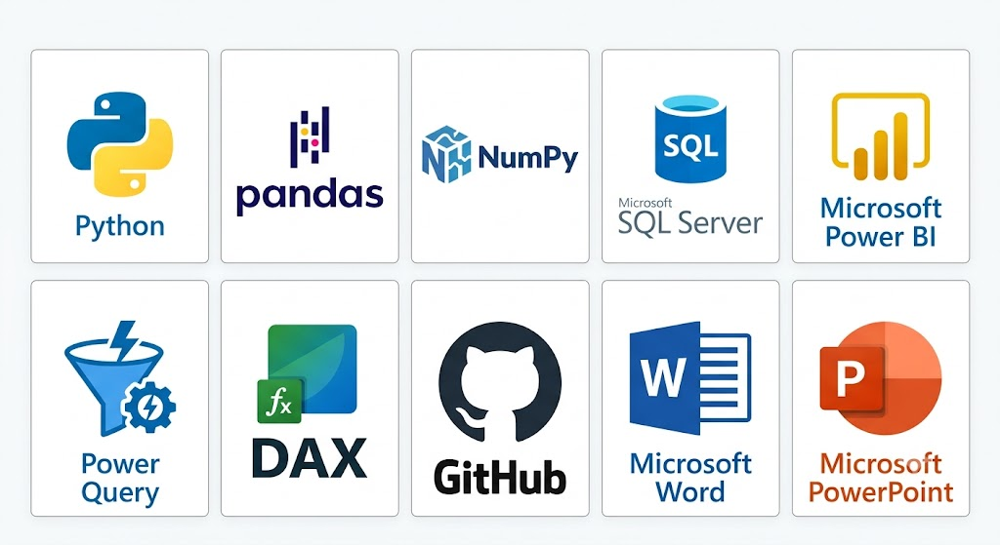 Python
pandas
NumPy
SQL
Microsoft
SQL Server
Microsoft
Power BI
Power
Query
fx
DAX
GitHub
W
Microsoft
Word
P
Microsoft
PowerPoint